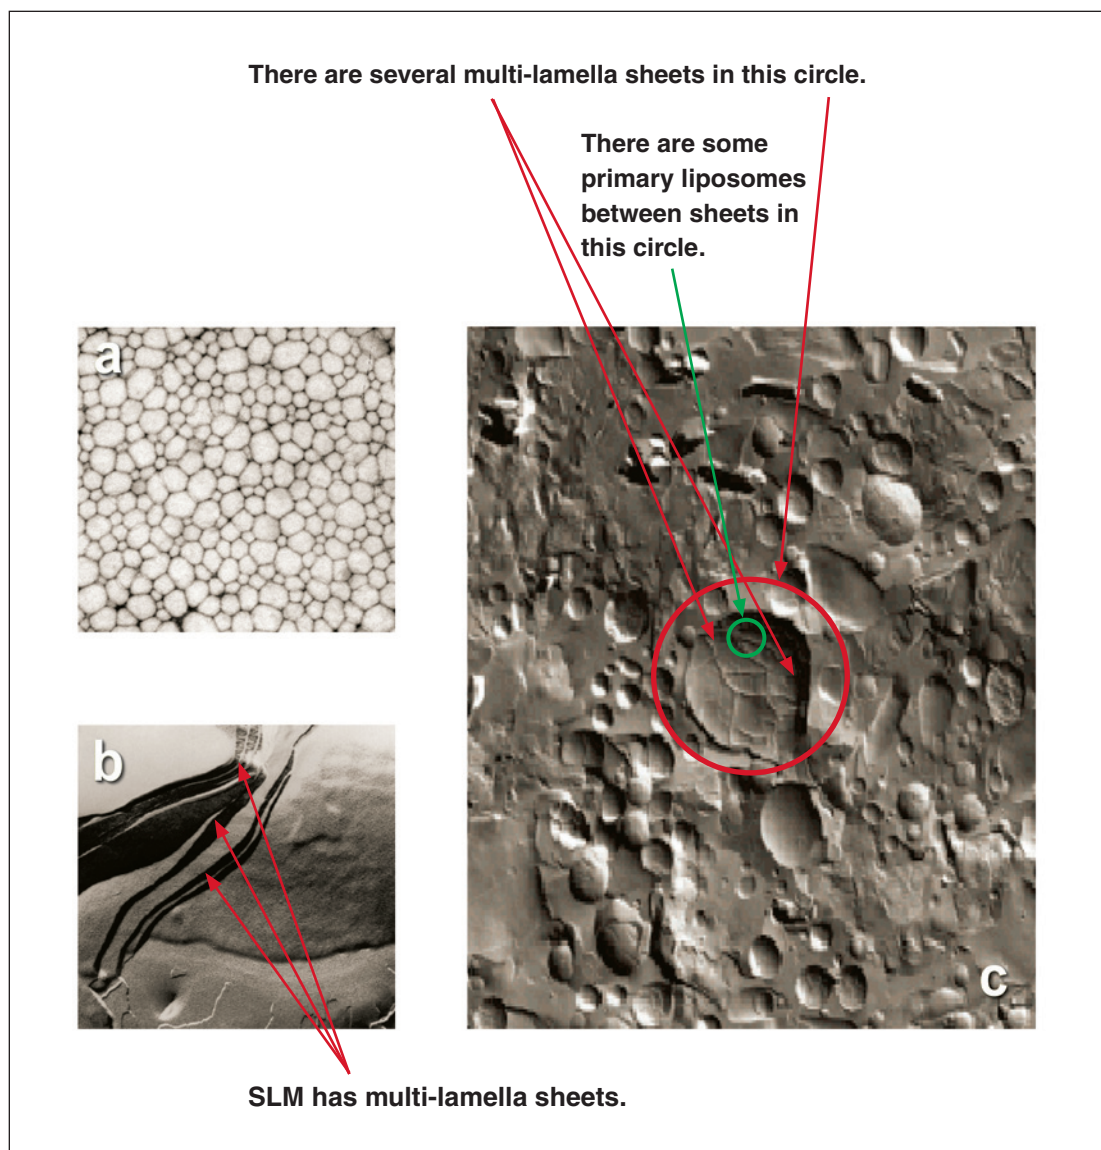 There are several multi-lamella sheets in this circle.
There are some
primary liposomes
between sheets in
this circle.
a
b
c
SLM has multi-lamella sheets.